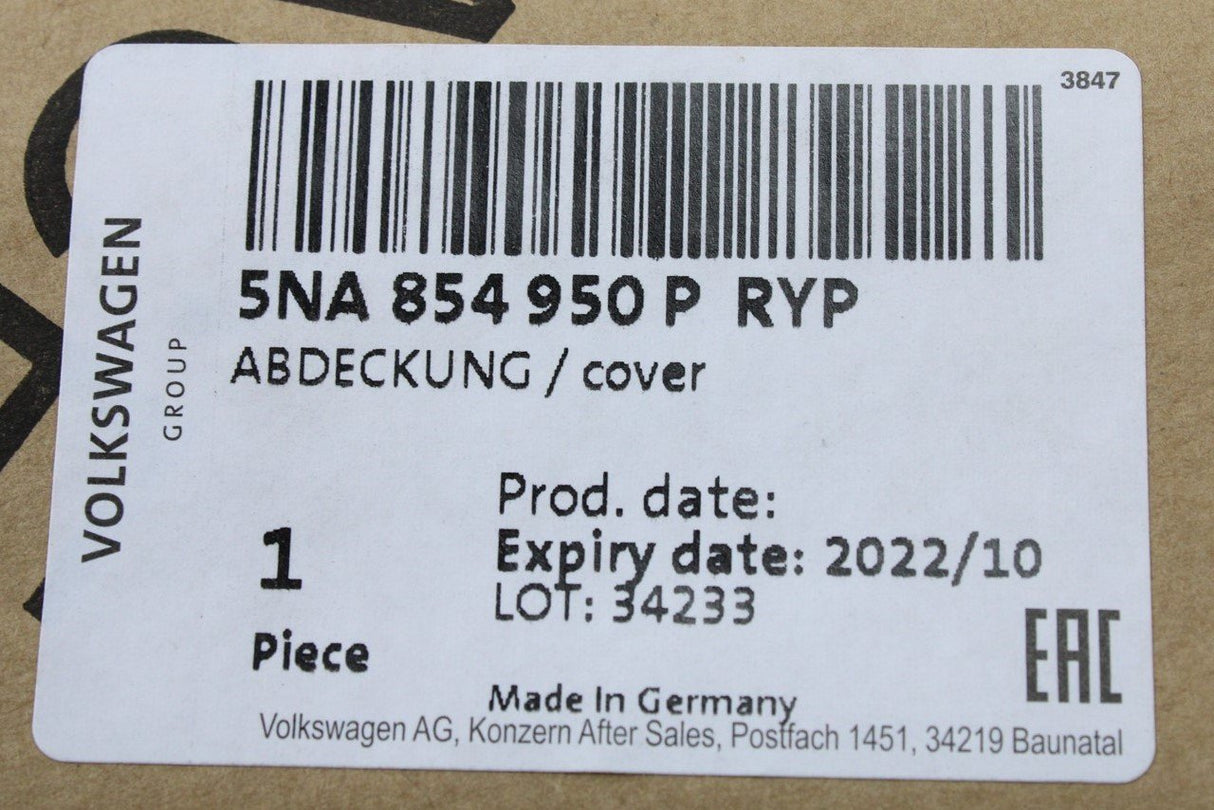 3847
VOLKSWAGEN
GROUP
5NA 854 950 P RYP
ABDECKUNG / cover
Prod. date:
Expiry date: 2022/10
LOT: 34233
1
Piece
EAC
Made In Germany
Volkswagen AG, Konzern After Sales, Postfach 1451, 34219 Baunatal